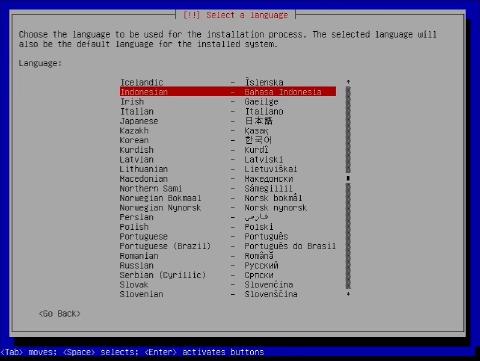 [!!] Select a language
Choose the language to be used for the installation process. The selected language will
also be the default language for the installed system.
Language:
Icelandic - Íslenska
Indonesian - Bahasa Indonesia
Irish - Gaeilge
Italian - Italiano
Japanese - 日本語
Kazakh - Қазақ
Korean - 한국어
Kurdish - Kurdî
Latvian - Latviski
Lithuanian - Lietuviškai
Macedonian - Македонски
Northern Sami - Sámegillii
Norwegian Bokmaal - Norsk bokmål
Norwegian Nynorsk - Norsk nynorsk
Persian - فارسی
Polish - Polski
Portuguese - Português
Portuguese (Brazil) - Português do Brasil
Romanian - Română
Russian - Русский
Serbian (Cyrillic) - Српски
Slovak - Slovenčina
Slovenian - Slovenščina
<Go Back>
<Tab> moves; <Space> selects; <Enter> activates buttons